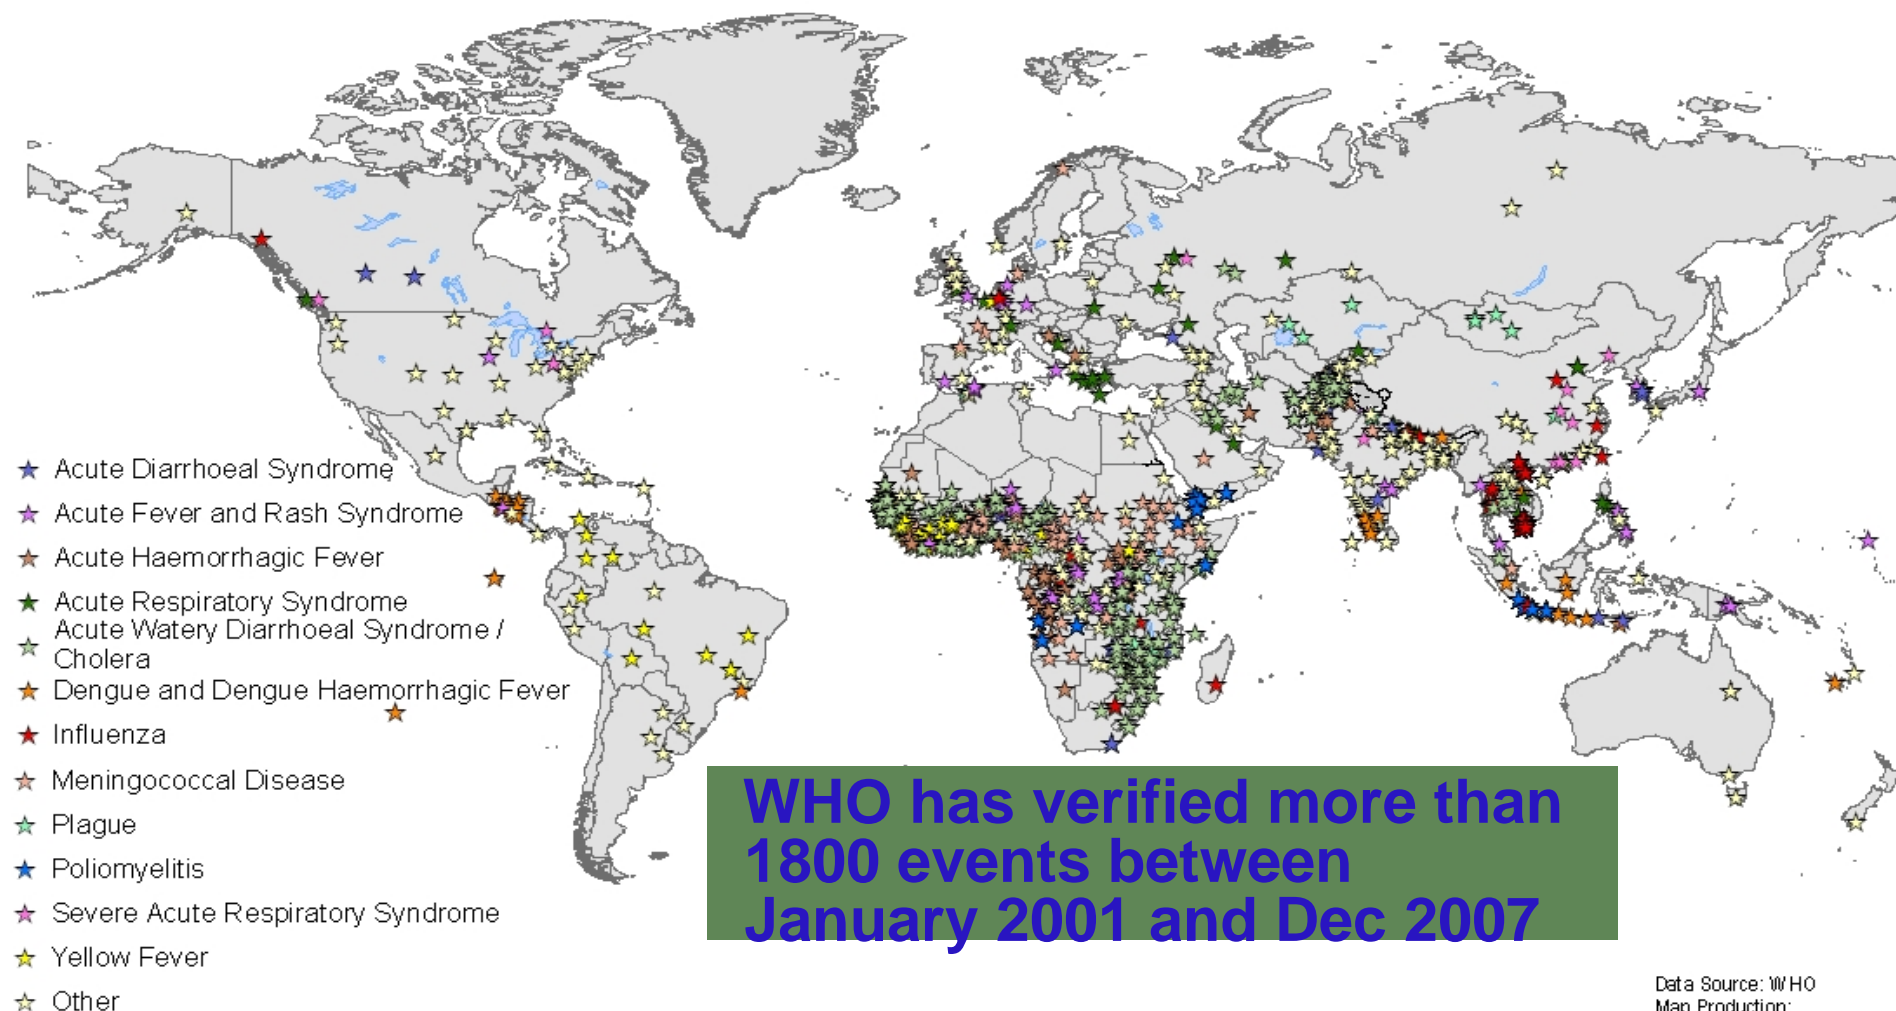 Acute Diarrhoeal Syndrome
Acute Fever and Rash Syndrome
Acute Haemorrhagic Fever
Acute Respiratory Syndrome
Acute Watery Diarrhoeal Syndrome /
Cholera
Dengue and Dengue Haemorrhagic Fever
Influenza
Meningococcal Disease
Plague
Poliomyelitis
Severe Acute Respiratory Syndrome
Yellow Fever
Other
WHO has verified more than
1800 events between
January 2001 and Dec 2007
Data Source: WHO
Map Production: